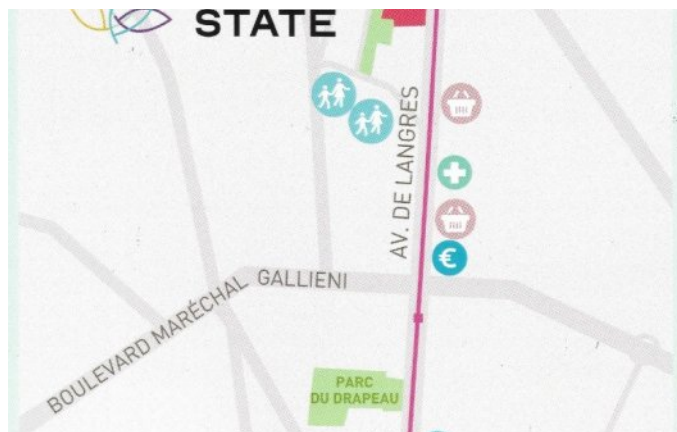 STATE
AV. DE LANGRES
€
BOULEVARD MARÉCHAL GALLIENI
PARC
DU DRAPEAU